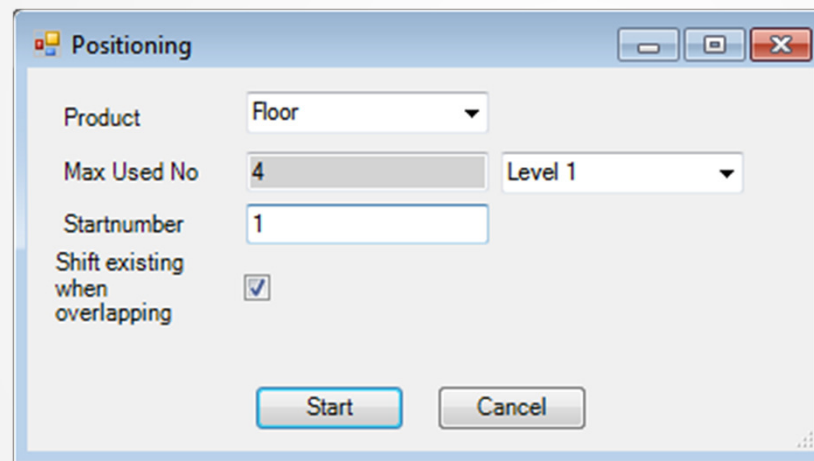 Positioning
Product Floor
Max Used No 4 Level 1
Startnumber 1
Shift existing
when
overlapping
Start Cancel